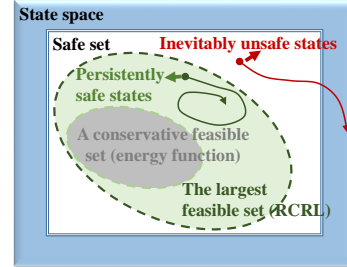 State space
Safe set
Inevitably unsafe states
Persistently
safe states
A conservative feasible
set (energy function)
The largest
feasible set (RCRL)